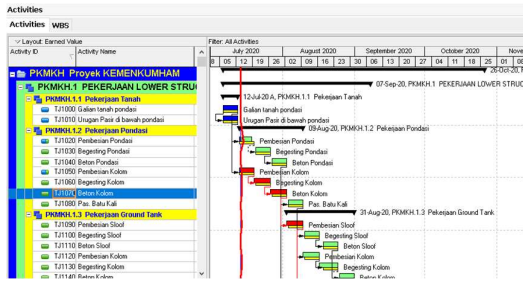 Activities
Activities WBS
Layout: Earned Value Filter: All Activities
Activity ID Activity Name July 2020 August 2020 September 2020 October 2020 Nove
8 05 12 19 26 02 09 16 23 30 06 13 20 27 04 11 18 25 01 08
PKMKH Proyek KEMENKUMHAM 26-Oct-20, F
PKMKH.1 PEKERJAAN LOWER STRU 07-Sep-20, PKMKH.1 PEKERJAAN LOWER STRUK
PKMKH.1.1 Pekerjaan Tanah 12-Jul-20 A, PKMKH.1.1 Pekerjaan Tanah
TJ1000 Galian tanah pondasi Galian tanah pondasi
TJ1010 Urugan Pasir di bawah pondasi Urugan Pasir di bawah pondasi
PKMKH.1.2 Pekerjaan Pondasi 09-Aug-20, PKMKH.1.2 Pekerjaan Pondasi
TJ1020 Pembesian Pondasi Pembesian Pondasi
TJ1030 Begesting Pondasi Begesting Pondasi
TJ1040 Beton Pondasi Beton Pondasi
TJ1050 Pembesian Kolom Pembesian Kolom
TJ1060 Begesting Kolom Begesting Kolom
TJ1070 Beton Kolom Beton Kolom
TJ1080 Pas. Batu Kali Pas. Batu Kali
PKMKH.1.3 Pekerjaan Ground Tank 31-Aug-20, PKMKH.1.3 Pekerjaan Ground Tank
TJ1090 Pembesian Sloof Pembesian Sloof
TJ1100 Begesting Sloof Begesting Sloof
TJ1110 Beton Sloof Beton Sloof
TJ1120 Pembesian Kolom Pembesian Kolom
TJ1130 Begesting Kolom Begesting Kolom
TJ1140 Beton Kolom Beton Kolom